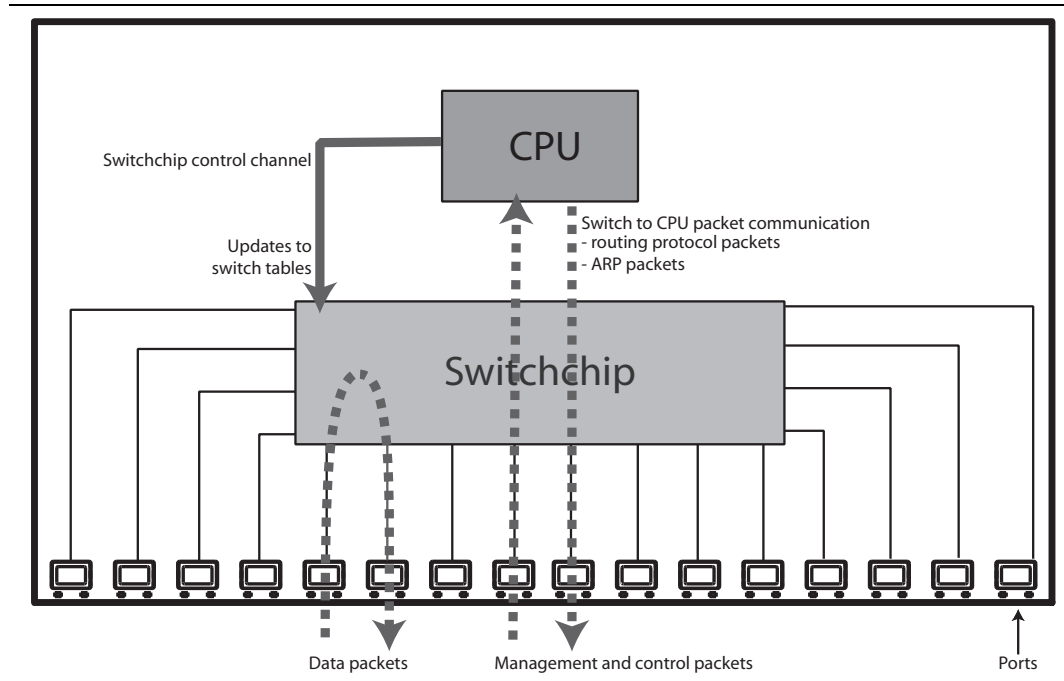 CPU
Switchchip control channel
Switch to CPU packet communication
- routing protocol packets
- ARP packets
Updates to
switch tables
Switchchip
Data packets
Management and control packets
Ports